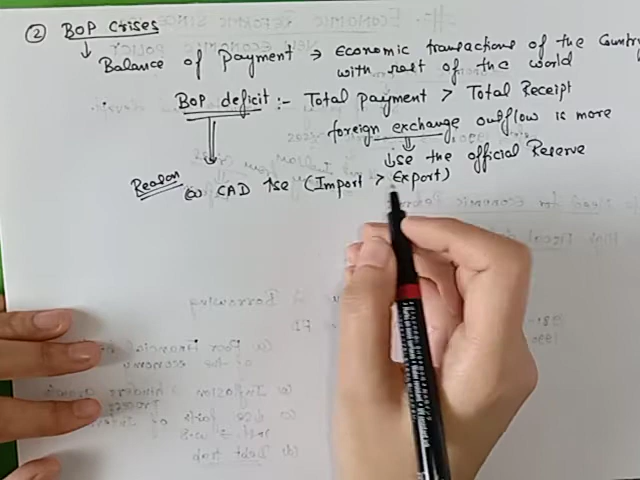 ② BOP Crises
↓
Balance of Payment → economic transactions of the Country
with rest of the world
BOP deficit :- Total payment > Total Receipt
foreign exchange outflow is more
↓se the official Reserve
Reason
(a) CAD ↑se (Import > Export)